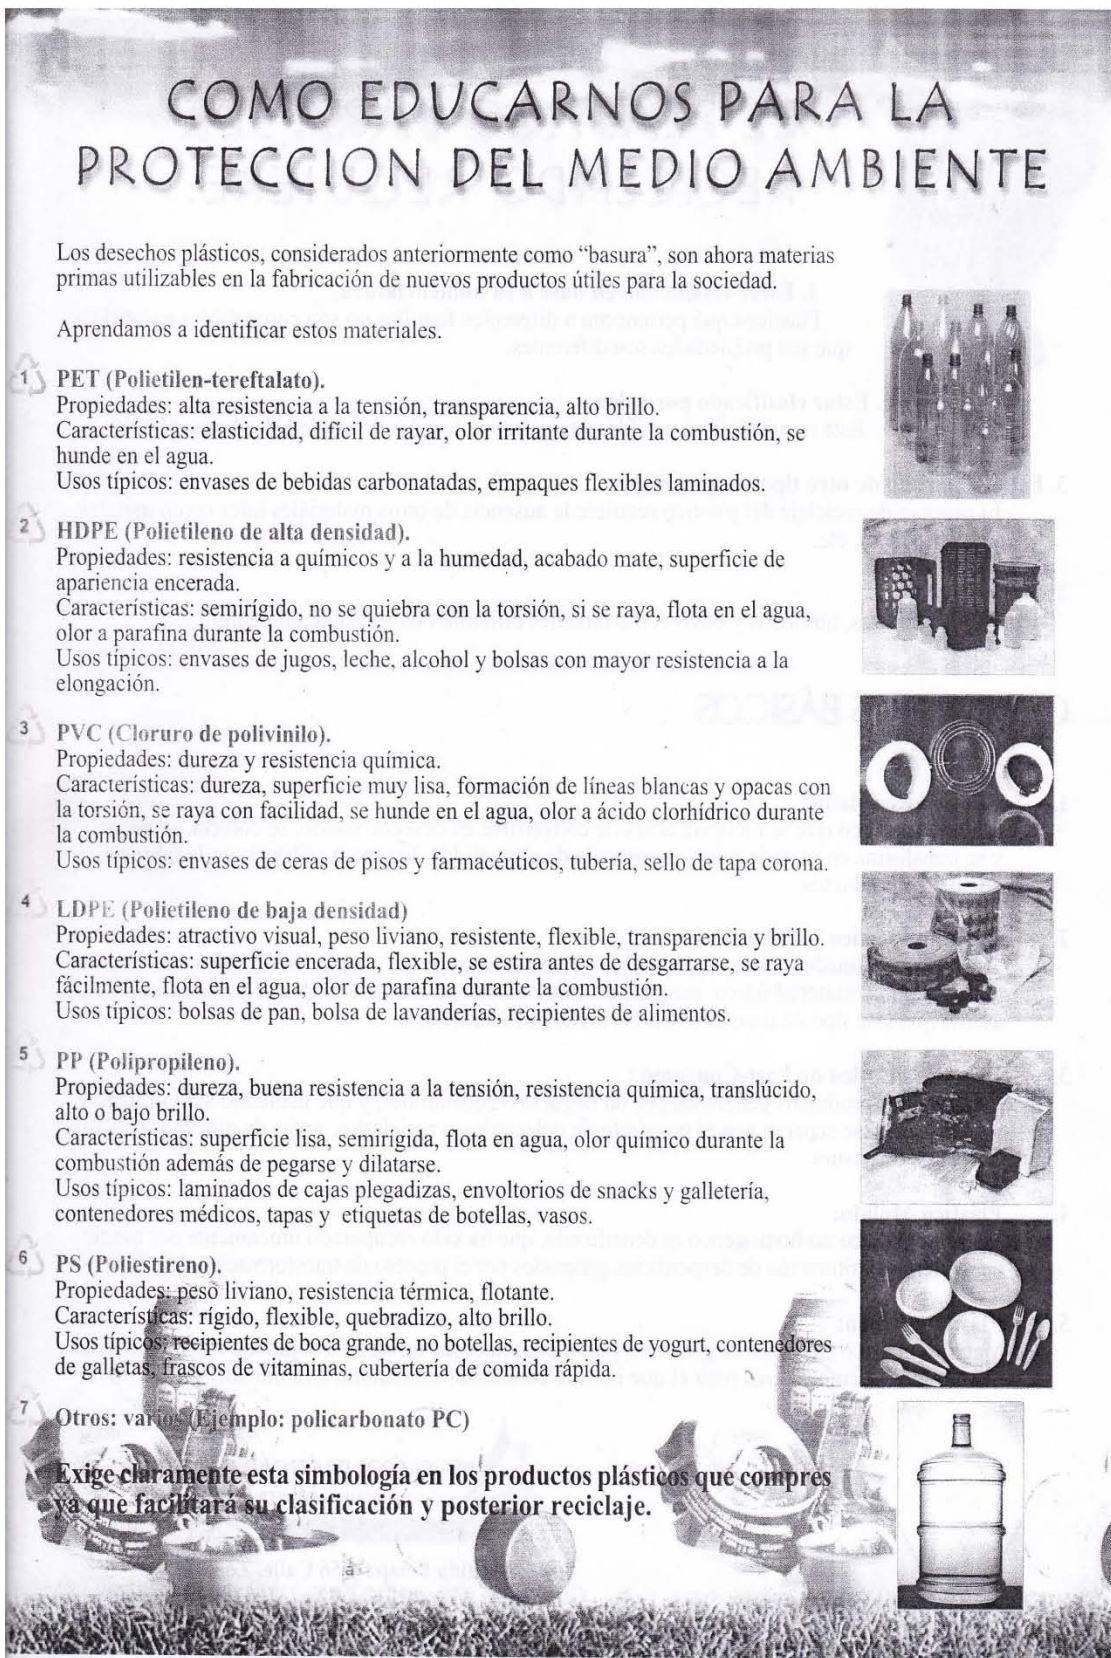 COMO EDUCARNOS PARA LA
PROTECCION DEL MEDIO AMBIENTE
Los desechos plásticos, considerados anteriormente como “basura”, son ahora materias
primas utilizables en la fabricación de nuevos productos útiles para la sociedad.
Aprendamos a identificar estos materiales.
1 PET (Polietilen-tereftalato).
Propiedades: alta resistencia a la tensión, transparencia, alto brillo.
Características: elasticidad, difícil de rayar, olor irritante durante la combustión, se
hunde en el agua.
Usos típicos: envases de bebidas carbonatadas, empaques flexibles laminados.
2 HDPE (Polietileno de alta densidad).
Propiedades: resistencia a químicos y a la humedad, acabado mate, superficie de
apariencia encerada.
Características: semirígido, no se quiebra con la torsión, si se raya, flota en el agua,
olor a parafina durante la combustión.
Usos típicos: envases de jugos, leche, alcohol y bolsas con mayor resistencia a la
elongación.
3 PVC (Cloruro de polivinilo).
Propiedades: dureza y resistencia química.
Características: dureza, superficie muy lisa, formación de líneas blancas y opacas con
la torsión, se raya con facilidad, se hunde en el agua, olor a ácido clorhídrico durante
la combustión.
Usos típicos: envases de ceras de pisos y farmacéuticos, tubería, sello de tapa corona.
4 LDPE (Polietileno de baja densidad)
Propiedades: atractivo visual, peso liviano, resistente, flexible, transparencia y brillo.
Características: superficie encerada, flexible, se estira antes de desgarrarse, se raya
fácilmente, flota en el agua, olor de parafina durante la combustión.
Usos típicos: bolsas de pan, bolsa de lavanderías, recipientes de alimentos.
5 PP (Polipropileno).
Propiedades: dureza, buena resistencia a la tensión, resistencia química, translúcido,
alto o bajo brillo.
Características: superficie lisa, semirígida, flota en agua, olor químico durante la
combustión además de pegarse y dilatarse.
Usos típicos: laminados de cajas plegadizas, envoltorios de snacks y galletería,
contenedores médicos, tapas y etiquetas de botellas, vasos.
6 PS (Poliestireno).
Propiedades: peso liviano, resistencia térmica, flotante.
Características: rígido, flexible, quebradizo, alto brillo.
Usos típicos: recipientes de boca grande, no botellas, recipientes de yogurt, contenedores
de galletas, frascos de vitaminas, cubertería de comida rápida.
7 Otros: varios (Ejemplo: policarbonato PC)
Exige claramente esta simbología en los productos plásticos que compres
ya que facilitará su clasificación y posterior reciclaje.